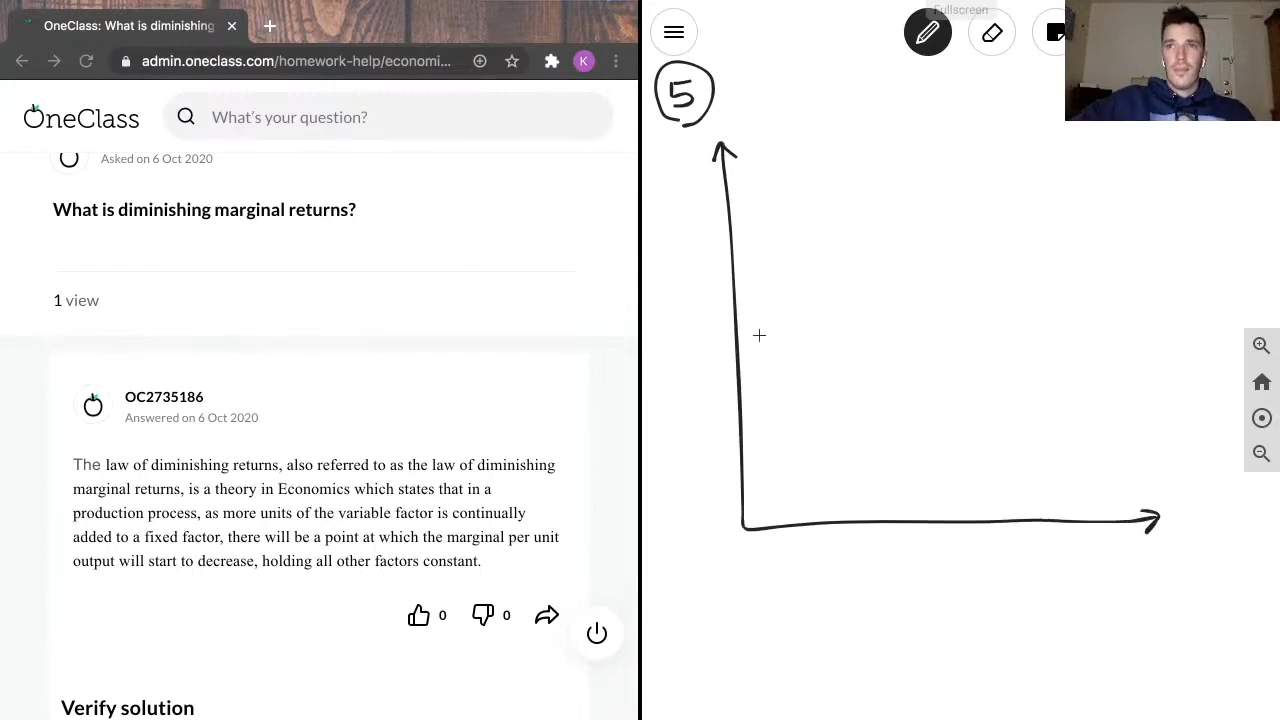 OneClass: What is diminishing
admin.oneclass.com/homework-help/economi...
K
OneClass
What's your question?
Asked on 6 Oct 2020
What is diminishing marginal returns?
1 view
OC2735186
Answered on 6 Oct 2020
The law of diminishing returns, also referred to as the law of diminishing
marginal returns, is a theory in Economics which states that in a
production process, as more units of the variable factor is continually
added to a fixed factor, there will be a point at which the marginal per unit
output will start to decrease, holding all other factors constant.
0 0
Verify solution
Fullscreen
5